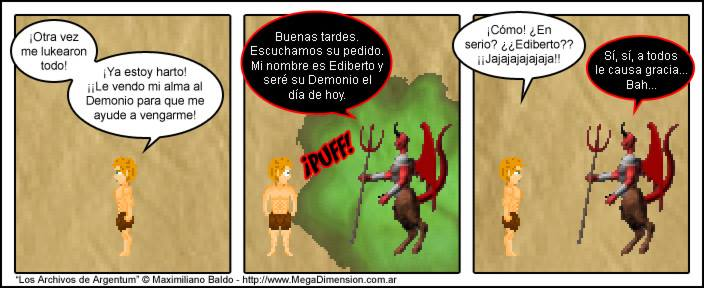 ¡Otra vez
me lukearon
todo!
¡Ya estoy harto!
¡¡Le vendo mi alma al
Demonio para que me
ayude a vengarme!
Buenas tardes.
Escuchamos su pedido.
Mi nombre es Ediberto y
seré su Demonio el
día de hoy.
¡PUFF!
¡Cómo! ¿En
serio? ¿¿Ediberto??
¡¡Jajajajajajaja!!
Sí, sí, a todos
le causa gracia...
Bah...
"Los Archivos de Argentum" © Maximiliano Baldo - http://www.MegaDimension.com.ar